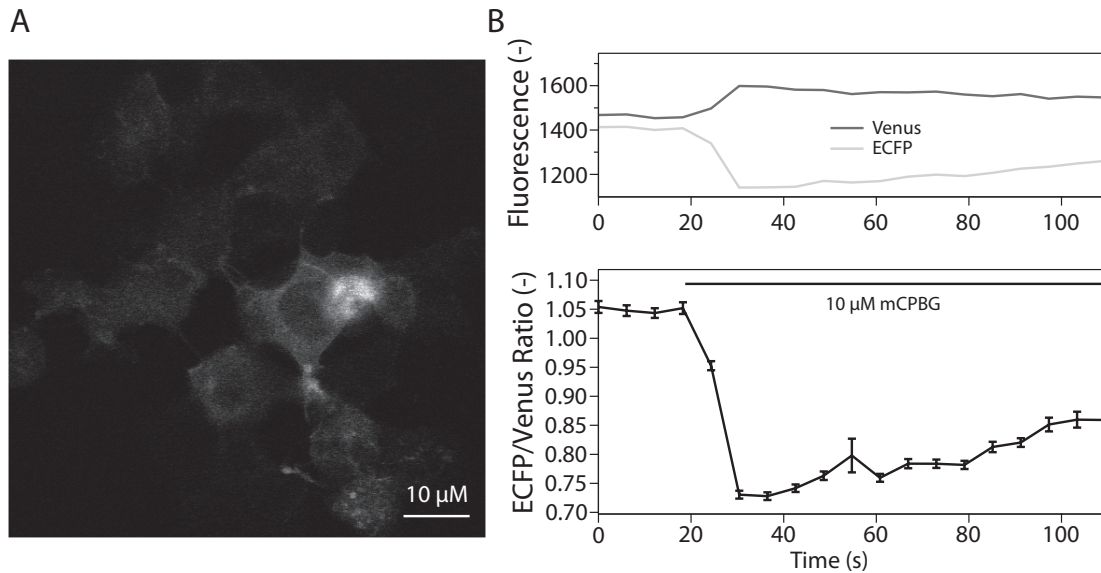 A
10 µM
B
Fluorescence (-)
1600
1400
1200
Venus
ECFP
0 20 40 60 80 100
ECFP/Venus Ratio (-)
1.10
1.05
1.00
0.95
0.90
0.85
0.80
0.75
0.70
10 µM mCPBG
0 20 40 60 80 100
Time (s)